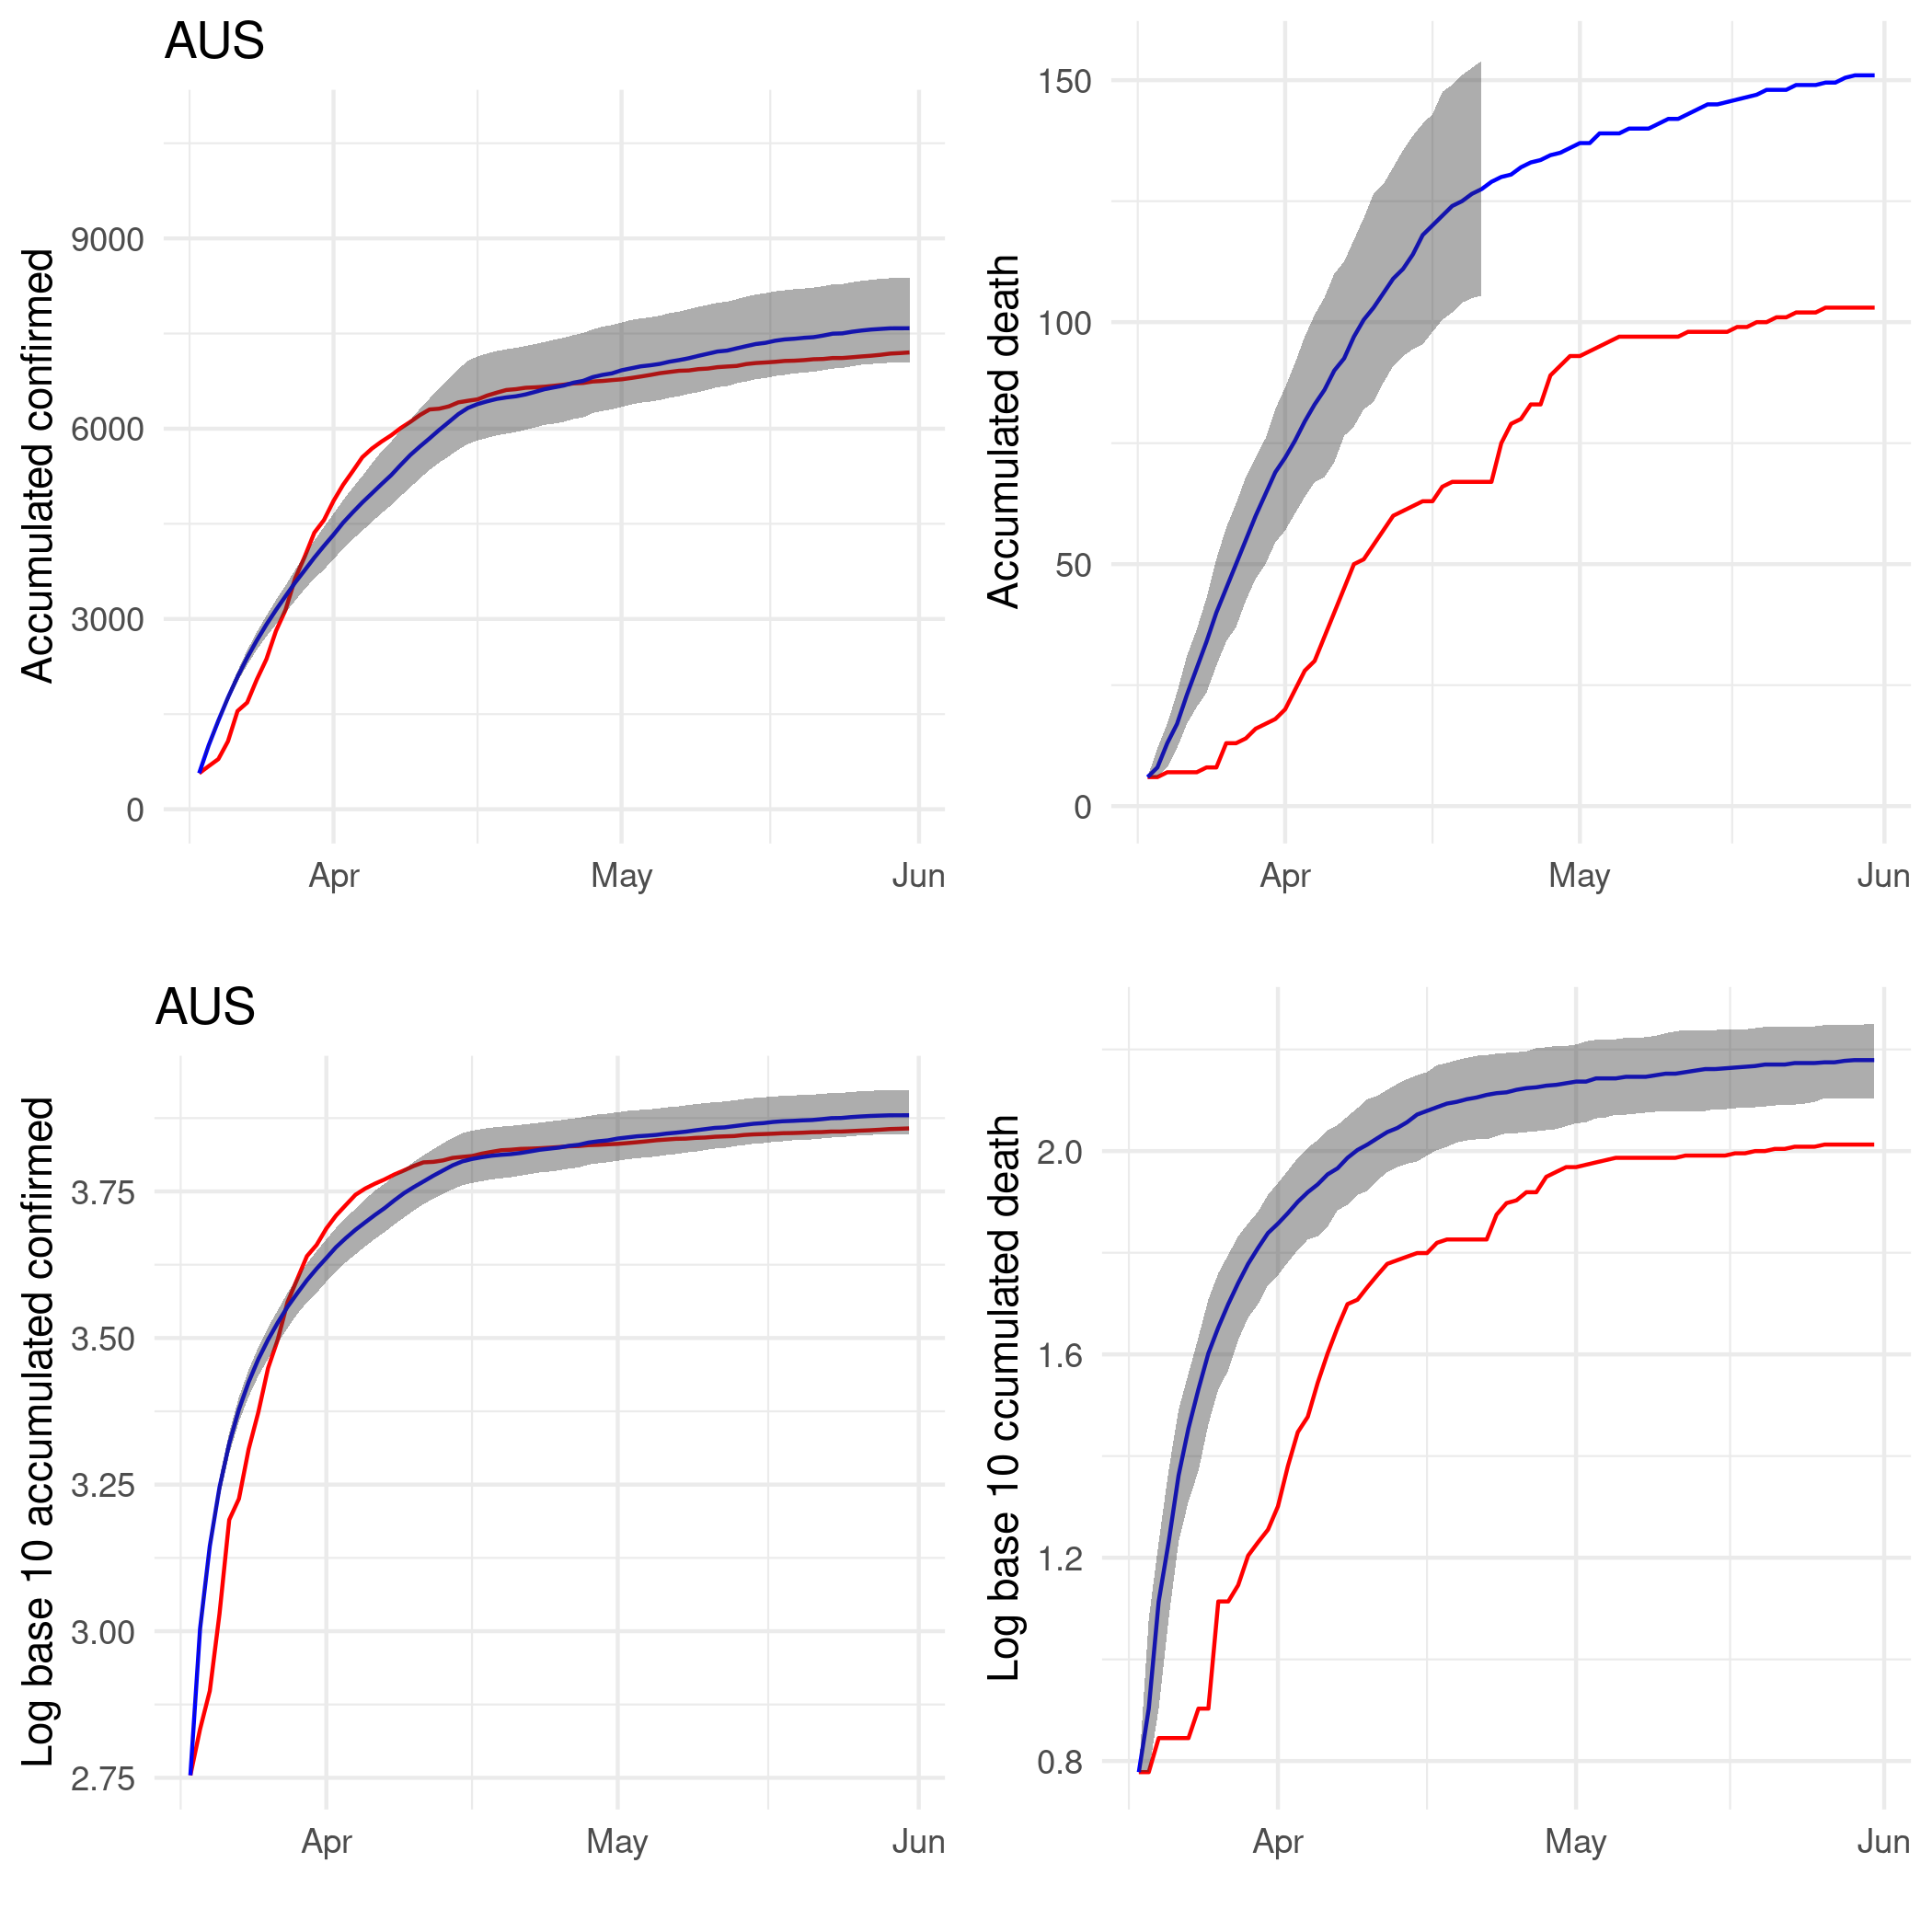 AUS
Accumulated confirmed
9000
6000
3000
0
Apr May Jun
Accumulated death
150
100
50
0
Apr May Jun
AUS
Log base 10 accumulated confirmed
3.75
3.50
3.25
3.00
2.75
Apr May Jun
Log base 10 ccumulated death
2.0
1.6
1.2
0.8
Apr May Jun